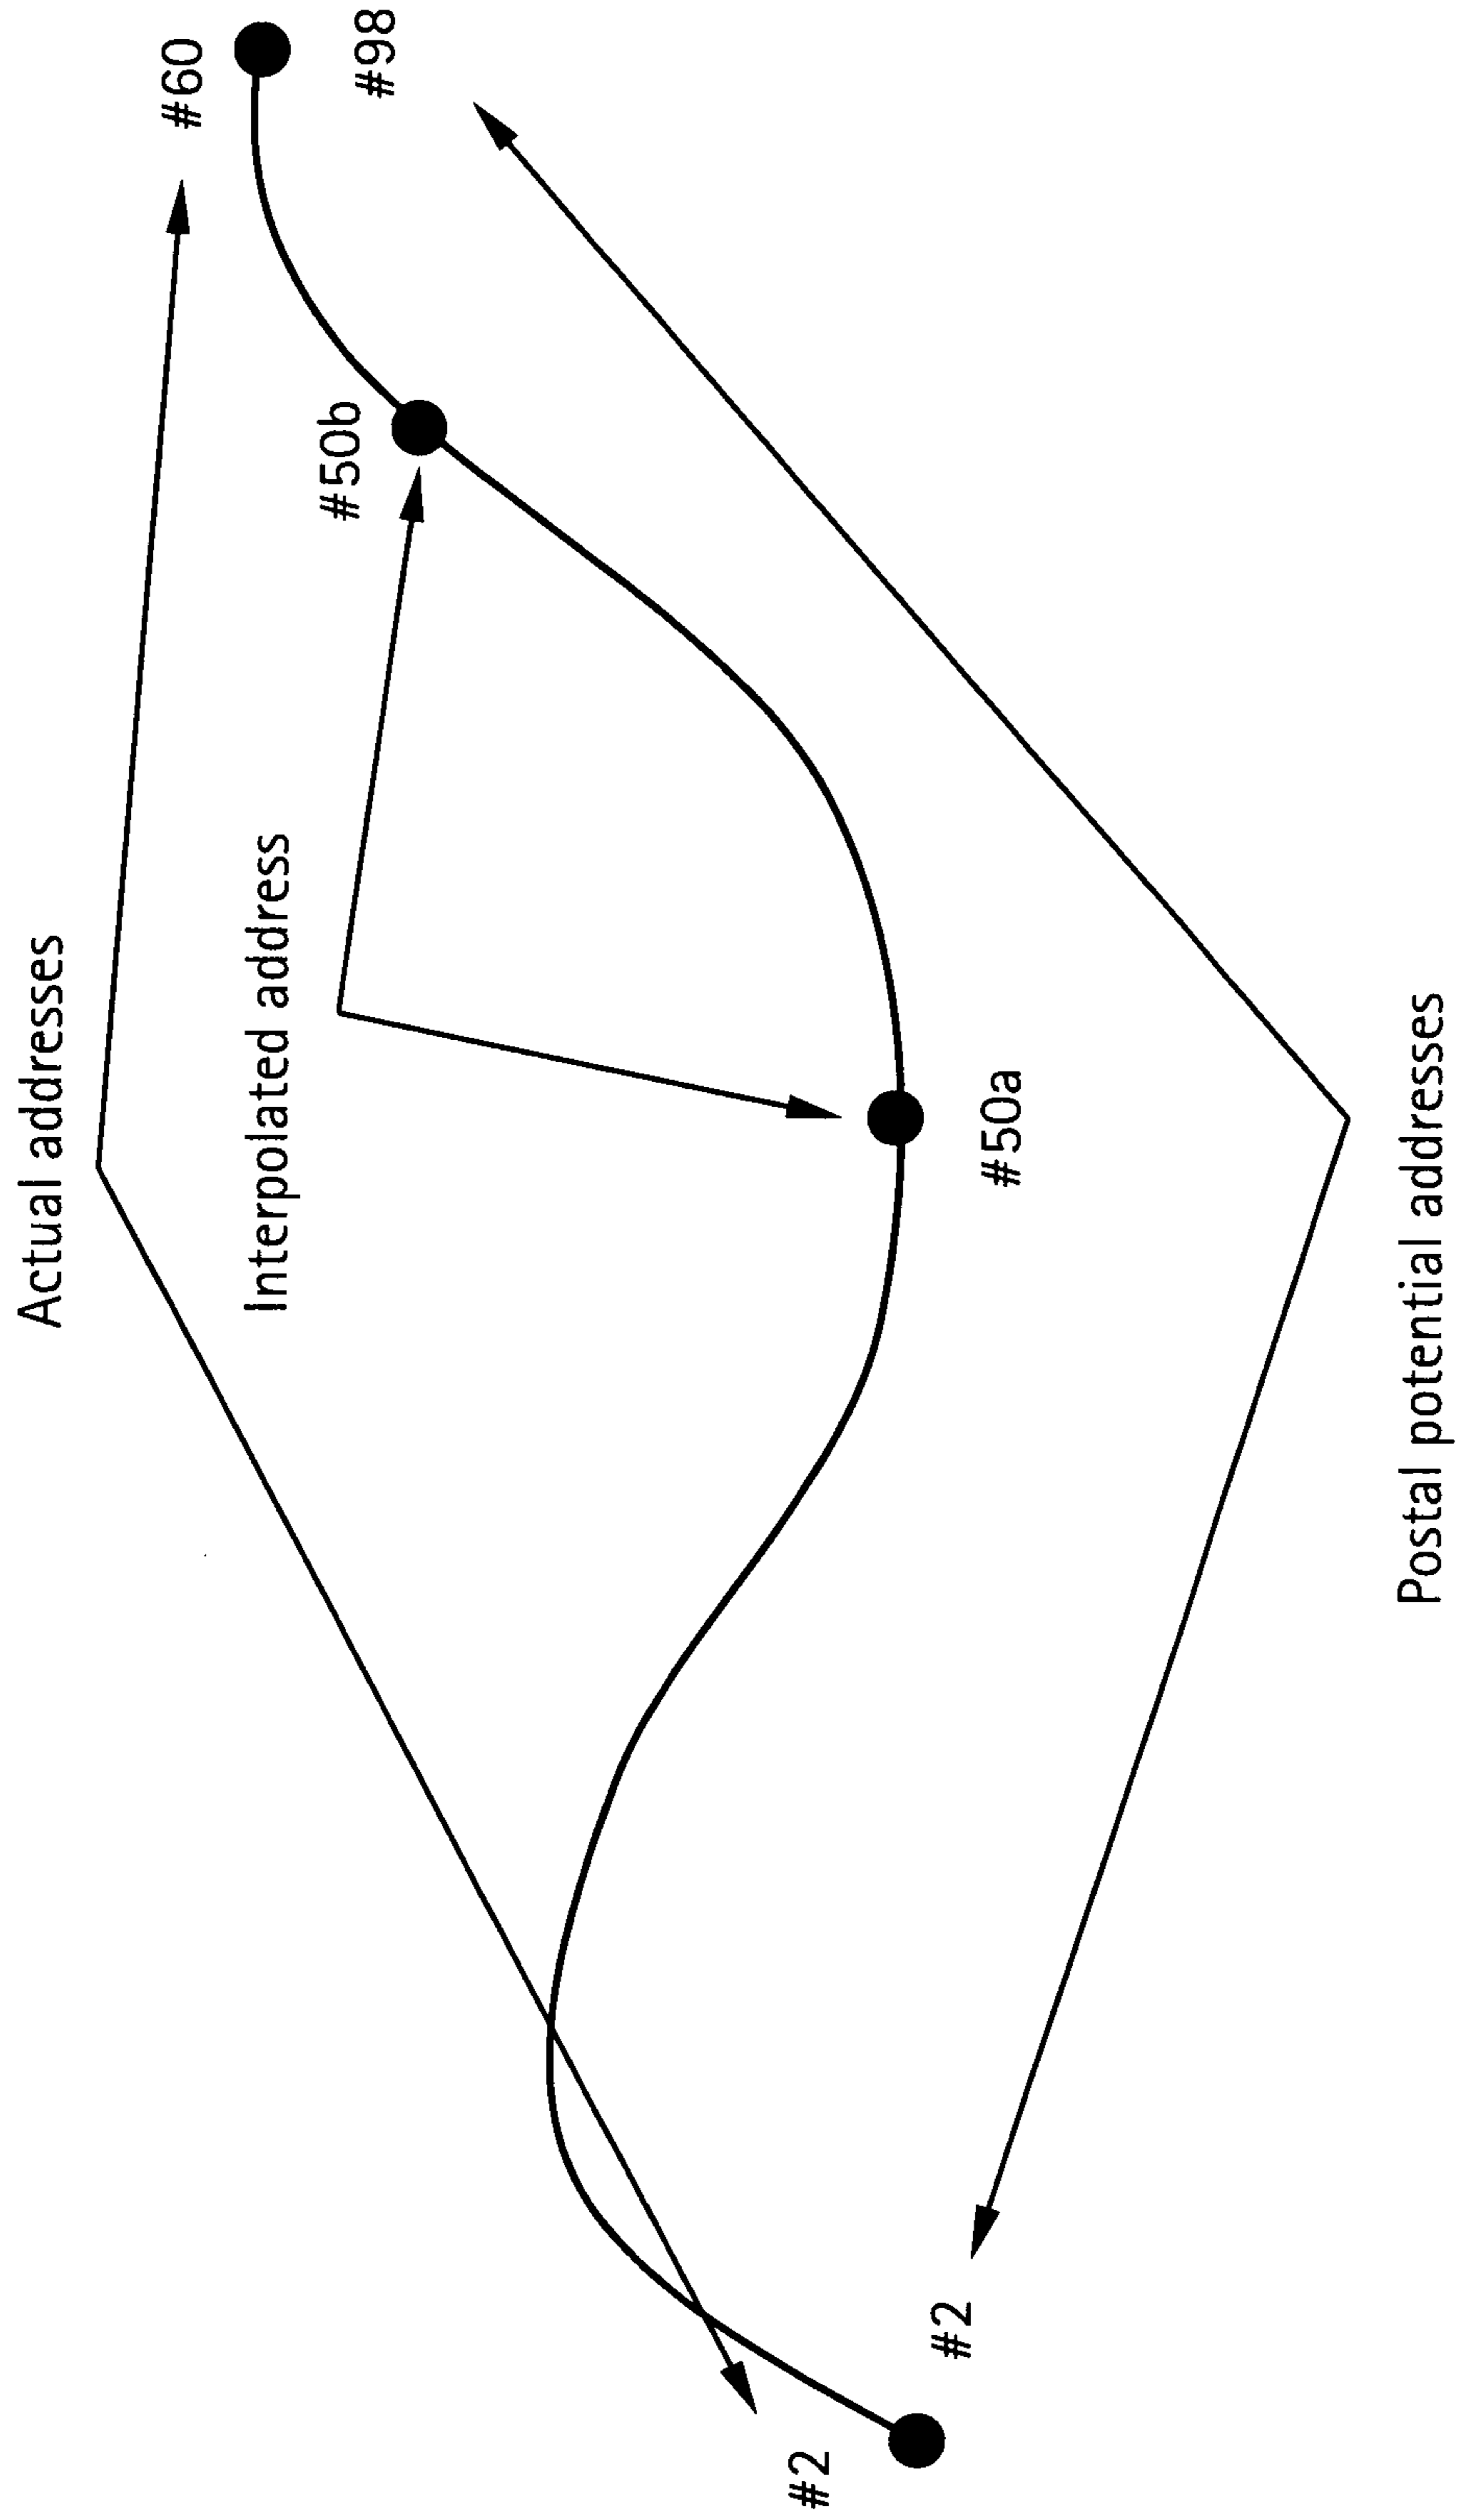 Actual addresses
#60
Interpolated address
#50b
#98
#50a
#2
#2
Postal potential addresses